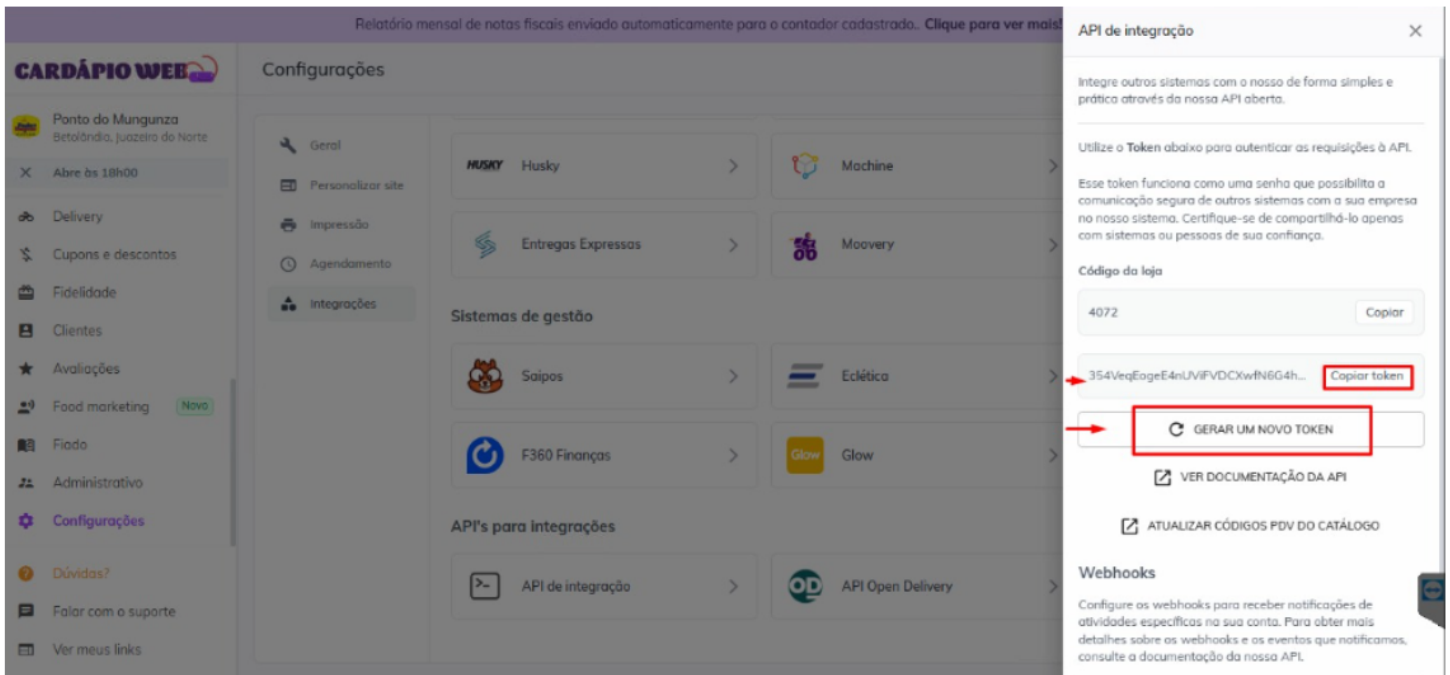 Relatório mensal de notas fiscais enviado automaticamente para o contador cadastrado.. Clique para ver mais!
CARDÁPIO WEB
Ponto do Mungunza
Betolândia, Juazeiro do Norte
Abre às 18h00
Delivery
Cupons e descontos
Fidelidade
Clientes
Avaliações
Food marketing Novo
Fiado
Administrativo
Configurações
Dúvidas?
Falar com o suporte
Ver meus links
Configurações
Geral
Personalizar site
Impressão
Agendamento
Integrações
HUSKY Husky
Machine
Entregas Expressas
Moovery
Sistemas de gestão
Saipos
Eclética
F360 Finanças
Glow Glow
API's para integrações
API de integração
OD API Open Delivery
API de integração
Integre outros sistemas com o nosso de forma simples e
prática através da nossa API aberta.
Utilize o Token abaixo para autenticar as requisições à API.
Esse token funciona como uma senha que possibilita a
comunicação segura de outros sistemas com a sua empresa
no nosso sistema. Certifique-se de compartilhá-lo apenas
com sistemas ou pessoas de sua confiança.
Código da loja
4072 Copiar
354VeqEogeE4nUViFVDCXwfN6G4h... Copiar token
GERAR UM NOVO TOKEN
VER DOCUMENTAÇÃO DA API
ATUALIZAR CÓDIGOS PDV DO CATÁLOGO
Webhooks
Configure os webhooks para receber notificações de
atividades específicas na sua conta. Para obter mais
detalhes sobre os webhooks e os eventos que notificamos,
consulte a documentação da nossa API.